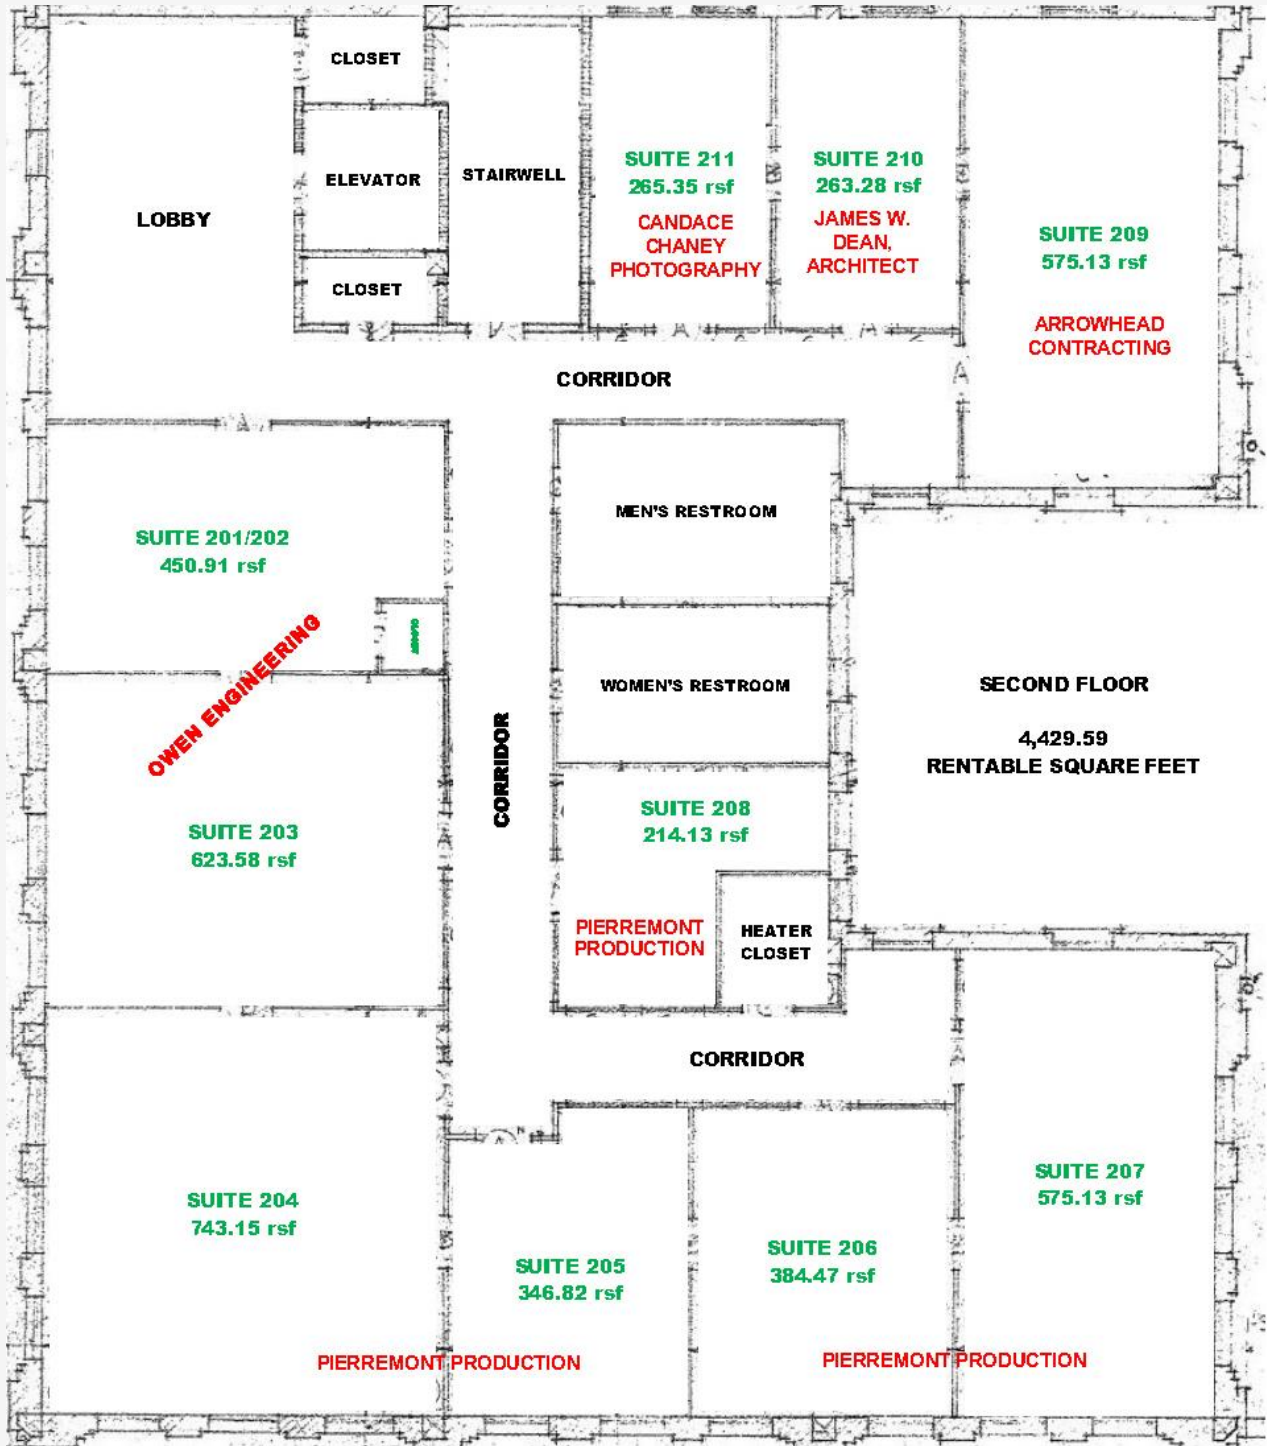 CLOSET
ELEVATOR
CLOSET
LOBBY
STAIRWELL
SUITE 211
265.35 rsf
CANDACE
CHANEY
PHOTOGRAPHY
SUITE 210
263.28 rsf
JAMES W.
DEAN,
ARCHITECT
SUITE 209
575.13 rsf
ARROWHEAD
CONTRACTING
CORRIDOR
SUITE 201/202
450.91 rsf
MEN'S RESTROOM
OWEN ENGINEERING
WOMEN'S RESTROOM
SECOND FLOOR
4,429.59
RENTABLE SQUARE FEET
CORRIDOR
SUITE 203
623.58 rsf
SUITE 208
214.13 rsf
PIERREMONT
PRODUCTION
HEATER
CLOSET
CORRIDOR
SUITE 204
743.15 rsf
SUITE 205
346.82 rsf
SUITE 206
384.47 rsf
SUITE 207
575.13 rsf
PIERREMONT PRODUCTION
PIERREMONT PRODUCTION